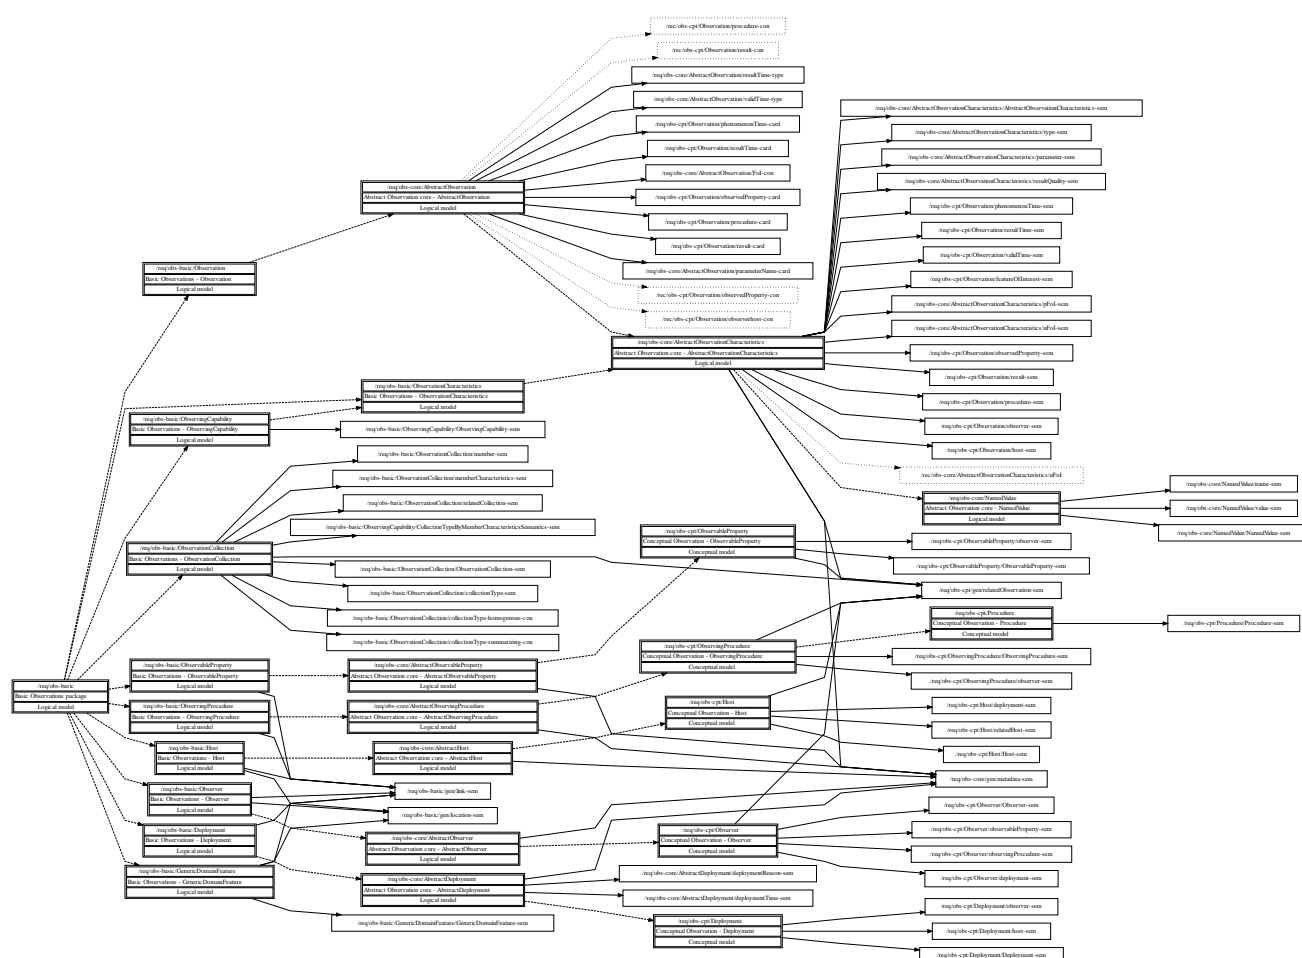 /rec/obs-cpt/Observation/procedure-con
/rec/obs-cpt/Observation/result-con
/req/obs-core/AbstractObservation/resultTime-type
/req/obs-core/AbstractObservation/validTime-type
/req/obs-cpt/Observation/phenomenonTime-card
/req/obs-cpt/Observation/resultTime-card
/req/obs-core/AbstractObservation/FoI-con
/req/obs-cpt/Observation/observedProperty-card
/req/obs-cpt/Observation/procedure-card
/req/obs-cpt/Observation/result-card
/req/obs-core/AbstractObservation/parameterName-card
/rec/obs-cpt/Observation/observedProperty-con
/rec/obs-cpt/Observation/observerhost-con
/req/obs-core/AbstractObservation
Abstract Observation core - AbstractObservation
Logical model
/req/obs-basic/Observation
Basic Observations - Observation
Logical model
/req/obs-core/AbstractObservationCharacteristics/AbstractObservationCharacteristics-sem
/req/obs-core/AbstractObservationCharacteristics/type-sem
/req/obs-core/AbstractObservationCharacteristics/parameter-sem
/req/obs-core/AbstractObservationCharacteristics/resultQuality-sem
/req/obs-cpt/Observation/phenomenonTime-sem
/req/obs-cpt/Observation/resultTime-sem
/req/obs-cpt/Observation/validTime-sem
/req/obs-cpt/Observation/featureOfInterest-sem
/req/obs-core/AbstractObservationCharacteristics/pFoI-sem
/req/obs-core/AbstractObservationCharacteristics/uFoI-sem
/req/obs-cpt/Observation/observedProperty-sem
/req/obs-cpt/Observation/result-sem
/req/obs-cpt/Observation/procedure-sem
/req/obs-cpt/Observation/observer-sem
/req/obs-cpt/Observation/host-sem
/rec/obs-core/AbstractObservationCharacteristics/uFoI
/req/obs-core/AbstractObservationCharacteristics
Abstract Observation core - AbstractObservationCharacteristics
Logical model
/req/obs-basic/ObservationCharacteristics
Basic Observations - ObservationCharacteristics
Logical model
/req/obs-basic/ObservingCapability
Basic Observations - ObservingCapability
Logical model
/req/obs-basic/ObservingCapability/ObservingCapability-sem
/req/obs-basic/ObservationCollection/member-sem
/req/obs-basic/ObservationCollection/memberCharacteristics-sem
/req/obs-basic/ObservationCollection/relatedCollection-sem
/req/obs-basic/ObservingCapability/CollectionTypeByMemberCharacteristicsSemantics-sem
/req/obs-basic/ObservationCollection
Basic Observations - ObservationCollection
Logical model
/req/obs-basic/ObservationCollection/ObservationCollection-sem
/req/obs-basic/ObservationCollection/collectionType-sem
/req/obs-basic/ObservationCollection/collectionType-homogenous-con
/req/obs-basic/ObservationCollection/collectionType-summarizing-con
/req/obs-core/NamedValue
Abstract Observation core - NamedValue
Logical model
/req/obs-core/NamedValue/name-sem
/req/obs-core/NamedValue/value-sem
/req/obs-core/NamedValue/NamedValue-sem
/req/obs-cpt/ObservableProperty
Conceptual Observation - ObservableProperty
Conceptual model
/req/obs-cpt/ObservableProperty/observer-sem
/req/obs-cpt/ObservableProperty/ObservableProperty-sem
/req/obs-cpt/gen/relatedObservation-sem
/req/obs-cpt/Procedure
Conceptual Observation - Procedure
Conceptual model
/req/obs-cpt/Procedure/Procedure-sem
/req/obs-cpt/ObservingProcedure
Conceptual Observation - ObservingProcedure
Conceptual model
/req/obs-cpt/ObservingProcedure/ObservingProcedure-sem
/req/obs-cpt/ObservingProcedure/observer-sem
/req/obs-basic
Basic Observations package
Logical model
/req/obs-basic/ObservableProperty
Basic Observations - ObservableProperty
Logical model
/req/obs-core/AbstractObservableProperty
Abstract Observation core - AbstractObservableProperty
Logical model
/req/obs-basic/ObservingProcedure
Basic Observations - ObservingProcedure
Logical model
/req/obs-core/AbstractObservingProcedure
Abstract Observation core - AbstractObservingProcedure
Logical model
/req/obs-cpt/Host
Conceptual Observation - Host
Conceptual model
/req/obs-cpt/Host/deployment-sem
/req/obs-cpt/Host/relatedHost-sem
/req/obs-cpt/Host/Host-sem
/req/obs-basic/Host
Basic Observations - Host
Logical model
/req/obs-core/AbstractHost
Abstract Observation core - AbstractHost
Logical model
/req/obs-core/gen/metadata-sem
/req/obs-basic/Observer
Basic Observations - Observer
Logical model
/req/obs-basic/gen/link-sem
/req/obs-basic/gen/location-sem
/req/obs-basic/Deployment
Basic Observations - Deployment
Logical model
/req/obs-core/AbstractObserver
Abstract Observation core - AbstractObserver
Logical model
/req/obs-cpt/Observer
Conceptual Observation - Observer
Conceptual model
/req/obs-cpt/Observer/Observer-sem
/req/obs-cpt/Observer/observableProperty-sem
/req/obs-cpt/Observer/observingProcedure-sem
/req/obs-cpt/Observer/deployment-sem
/req/obs-basic/GenericDomainFeature
Basic Observations - GenericDomainFeature
Logical model
/req/obs-core/AbstractDeployment
Abstract Observation core - AbstractDeployment
Logical model
/req/obs-core/AbstractDeployment/deploymentReason-sem
/req/obs-core/AbstractDeployment/deploymentTime-sem
/req/obs-basic/GenericDomainFeature/GenericDomainFeature-sem
/req/obs-cpt/Deployment
Conceptual Observation - Deployment
Conceptual model
/req/obs-cpt/Deployment/observer-sem
/req/obs-cpt/Deployment/host-sem
/req/obs-cpt/Deployment/Deployment-sem